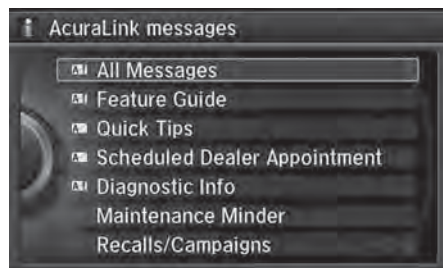 i AcuraLink messages
All Messages
Feature Guide
Quick Tips
Scheduled Dealer Appointment
Diagnostic Info
Maintenance Minder
Recalls/Campaigns